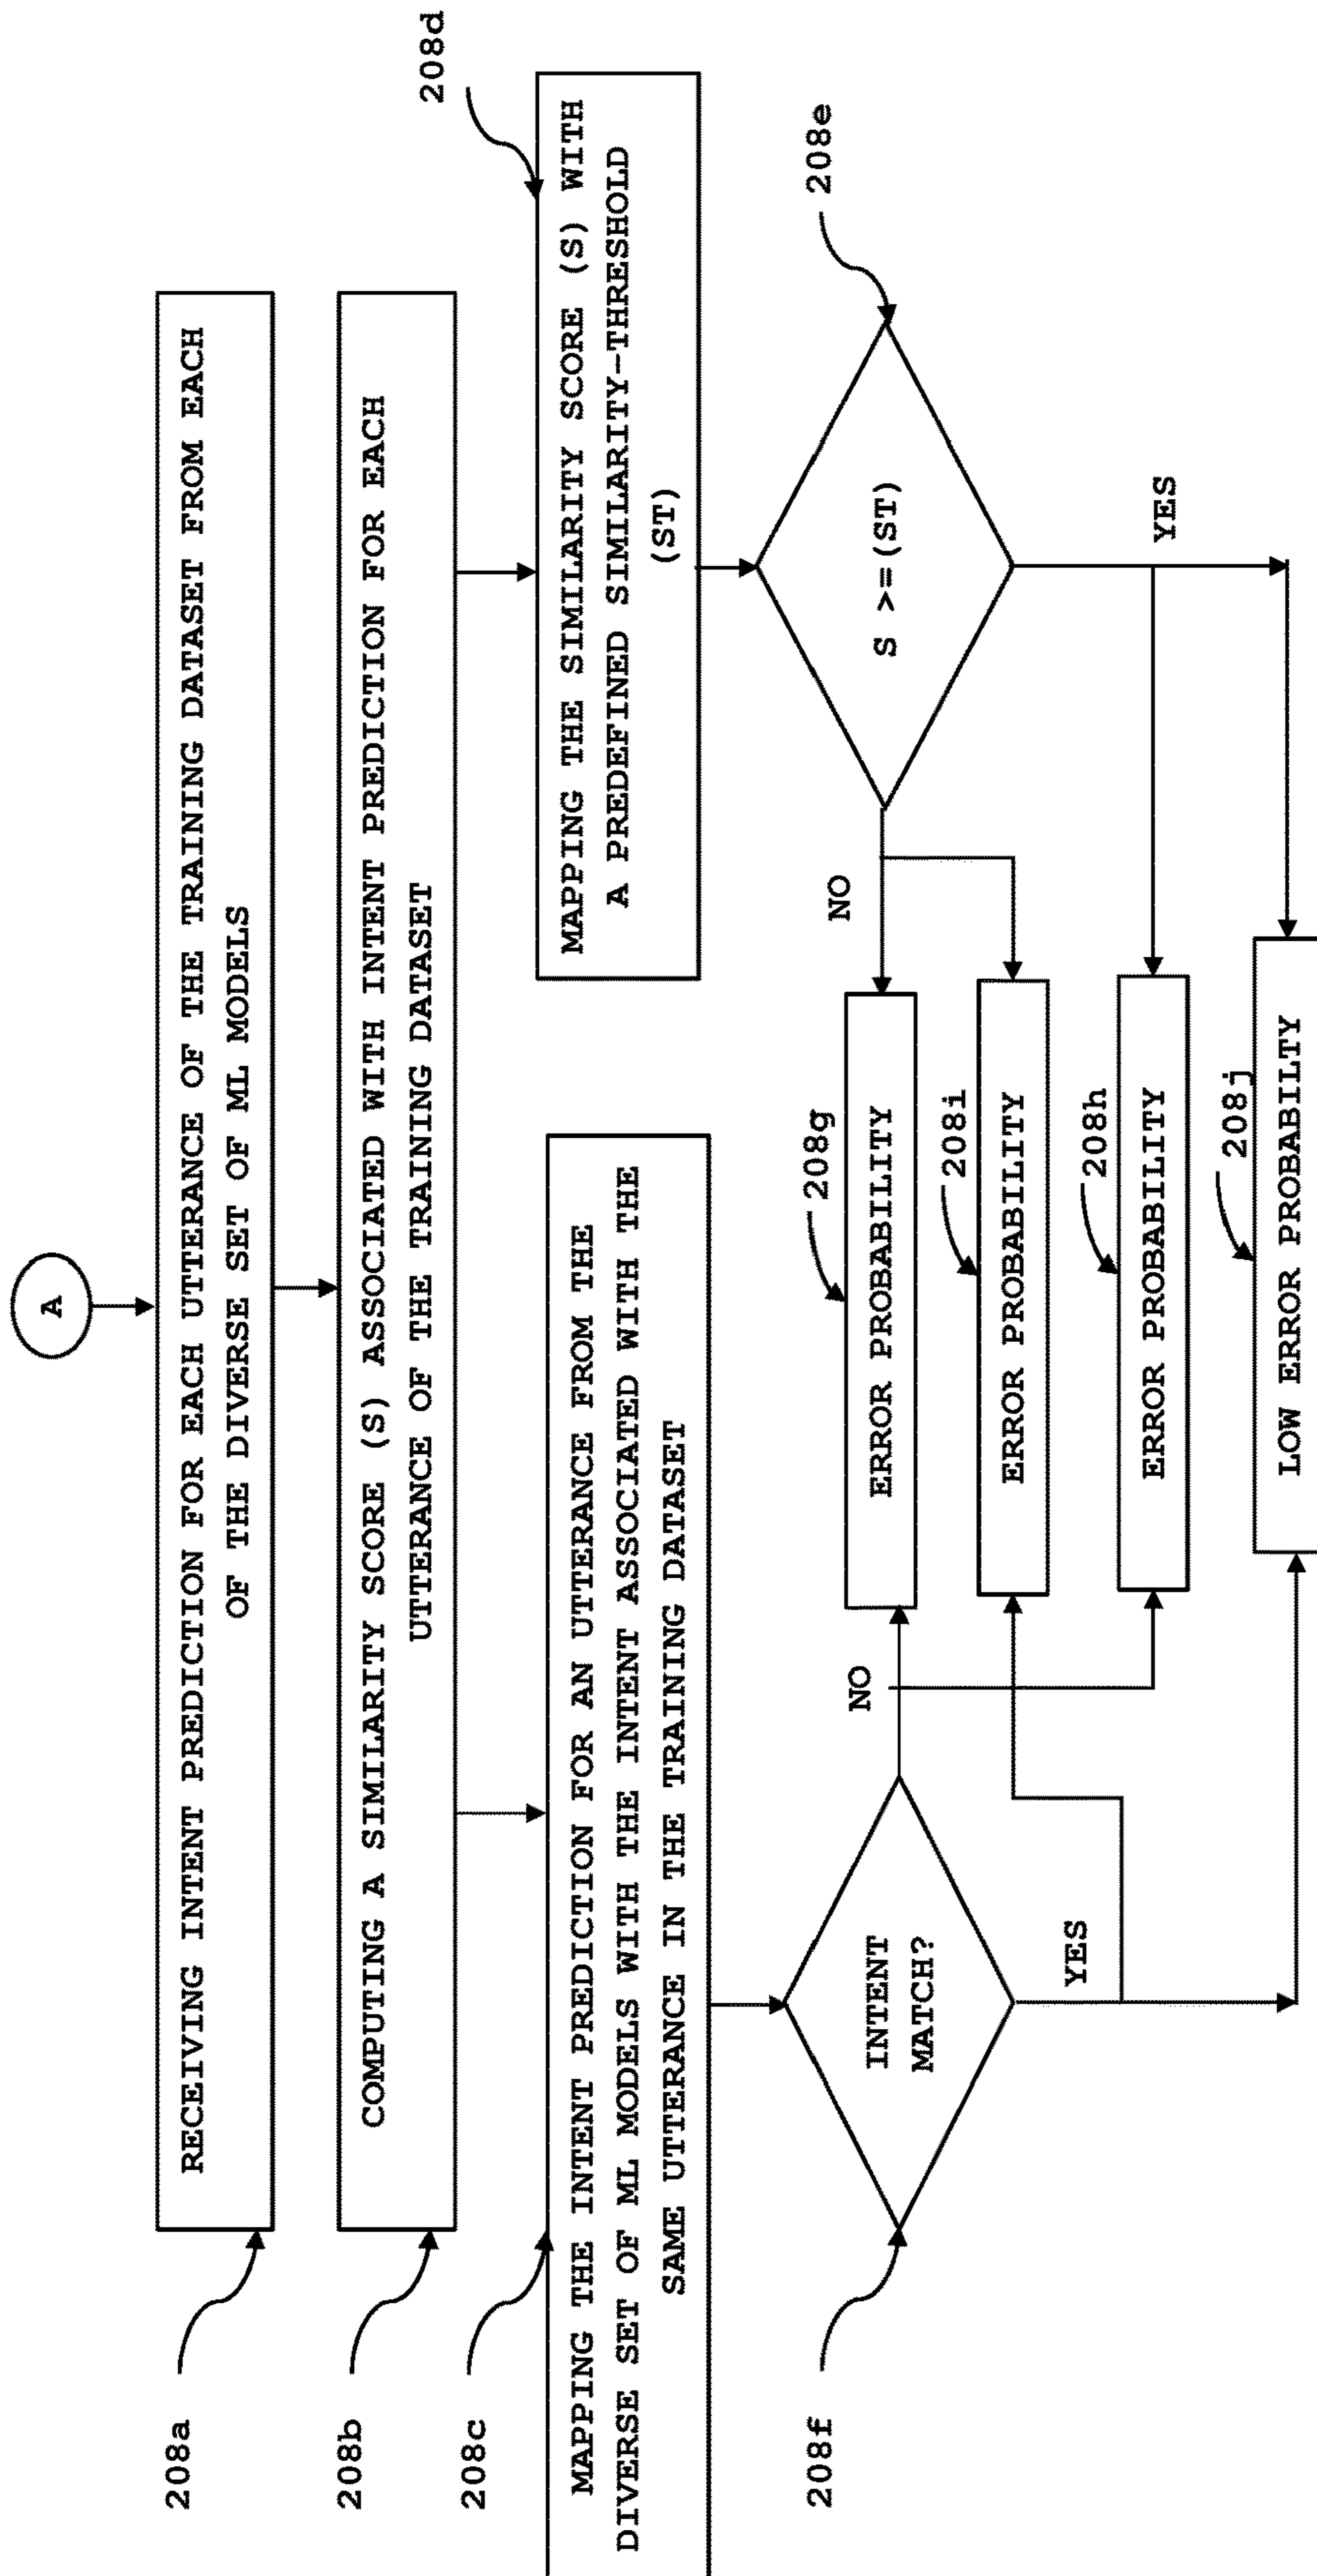 A
208a
RECEIVING INTENT PREDICTION FOR EACH UTTERANCE OF THE TRAINING DATASET FROM EACH
OF THE DIVERSE SET OF ML MODELS
208b
COMPUTING A SIMILARITY SCORE (S) ASSOCIATED WITH INTENT PREDICTION FOR EACH
UTTERANCE OF THE TRAINING DATASET
208c
MAPPING THE INTENT PREDICTION FOR AN UTTERANCE FROM THE
DIVERSE SET OF ML MODELS WITH THE INTENT ASSOCIATED WITH THE
SAME UTTERANCE IN THE TRAINING DATASET
208d
MAPPING THE SIMILARITY SCORE (S) WITH
A PREDEFINED SIMILARITY-THRESHOLD
(ST)
208f
INTENT
MATCH?
NO
YES
208e
S >=(ST)
NO
YES
208g
ERROR PROBABILITY
208i
ERROR PROBABILITY
208h
ERROR PROBABILITY
208j
LOW ERROR PROBABILTY